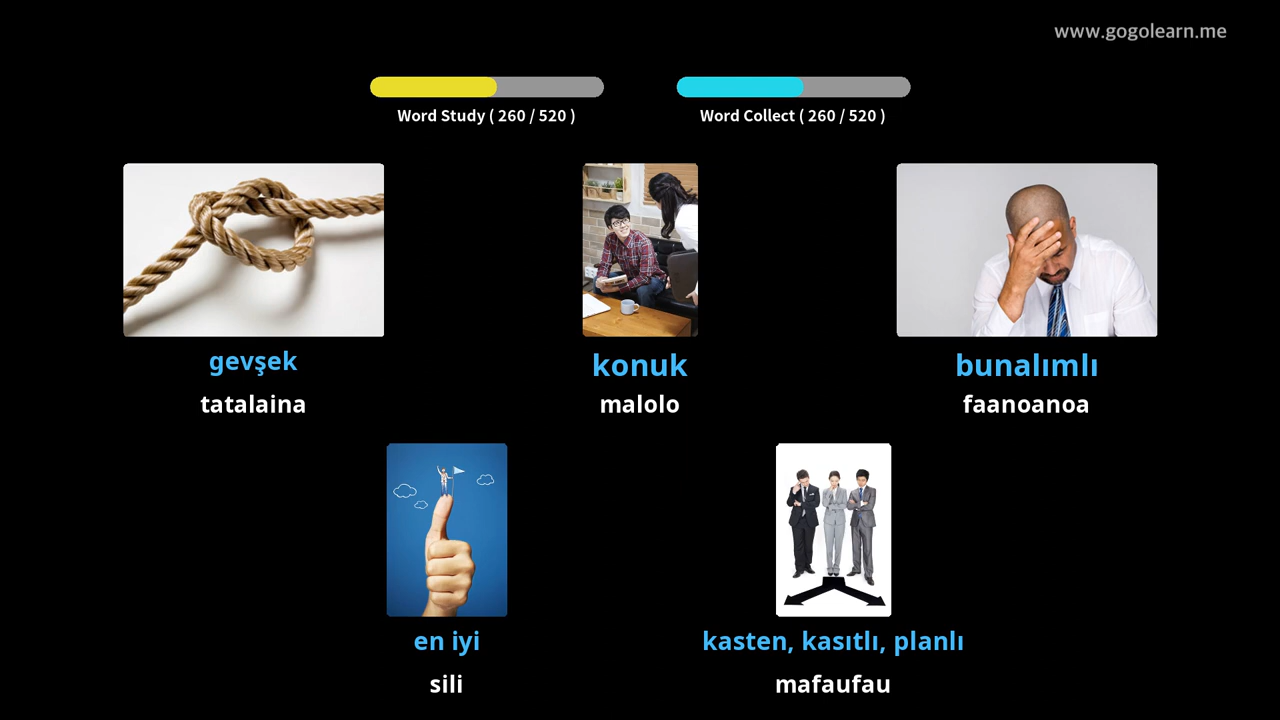 www.gogolearn.me
Word Study ( 260 / 520 )
Word Collect ( 260 / 520 )
gevşek
konuk
bunalımlı
tatalaina
malolo
faanoanoa
en iyi
kasten, kasıtlı, planlı
sili
mafaufau